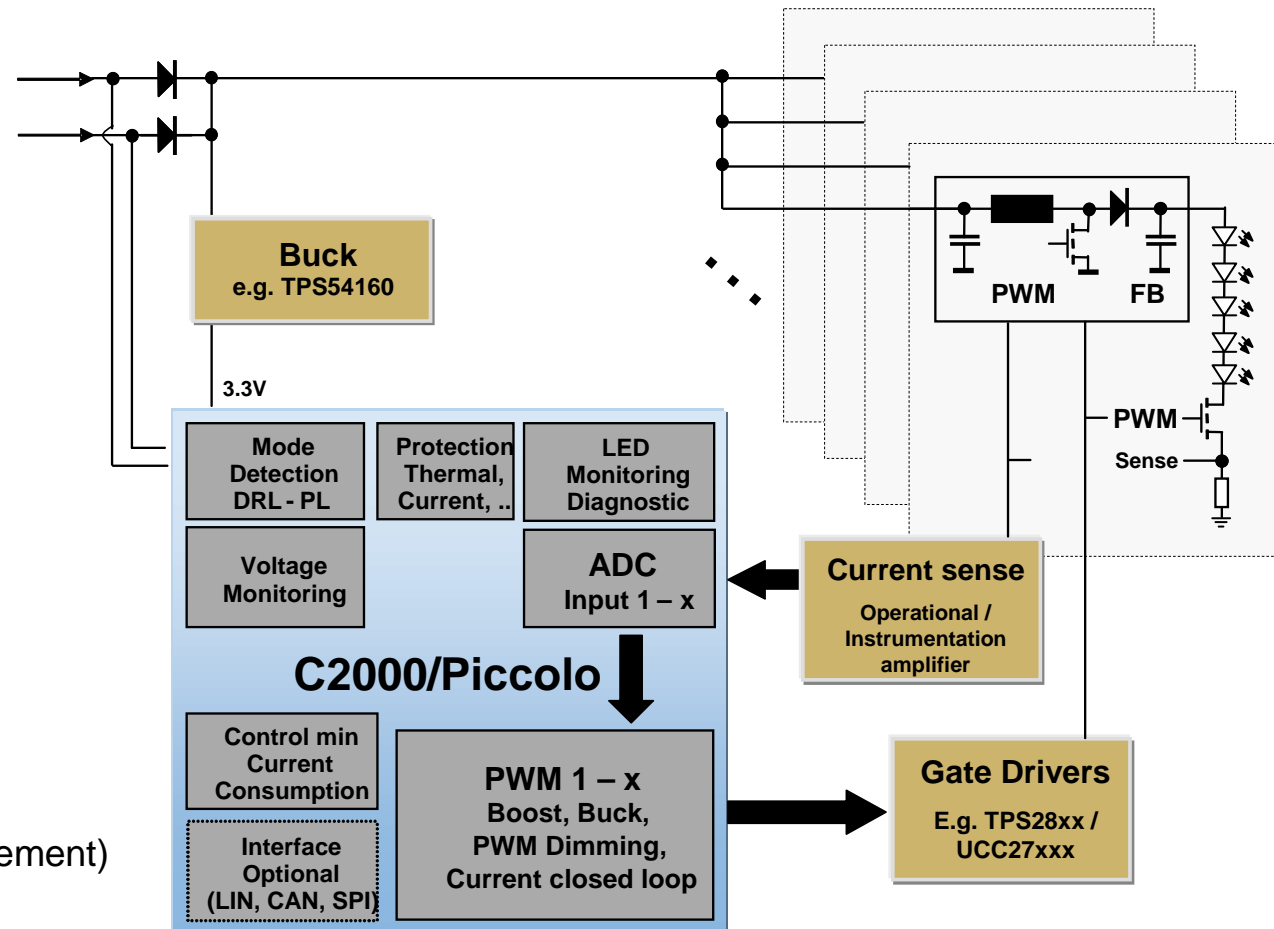 Buck
e.g. TPS54160
PWM
FB
3.3V
PWM
Sense
Mode
Detection
DRL - PL
Protection
Thermal,
Current, ..
LED
Monitoring
Diagnostic
Voltage
Monitoring
ADC
Input 1 – x
Current sense
Operational /
Instrumentation
amplifier
C2000/Piccolo
Control min
Current
Consumption
PWM 1 – x
Boost, Buck,
PWM Dimming,
Current closed loop
Gate Drivers
E.g. TPS28xx /
UCC27xxx
Interface
Optional
(LIN, CAN, SPI)
ement)